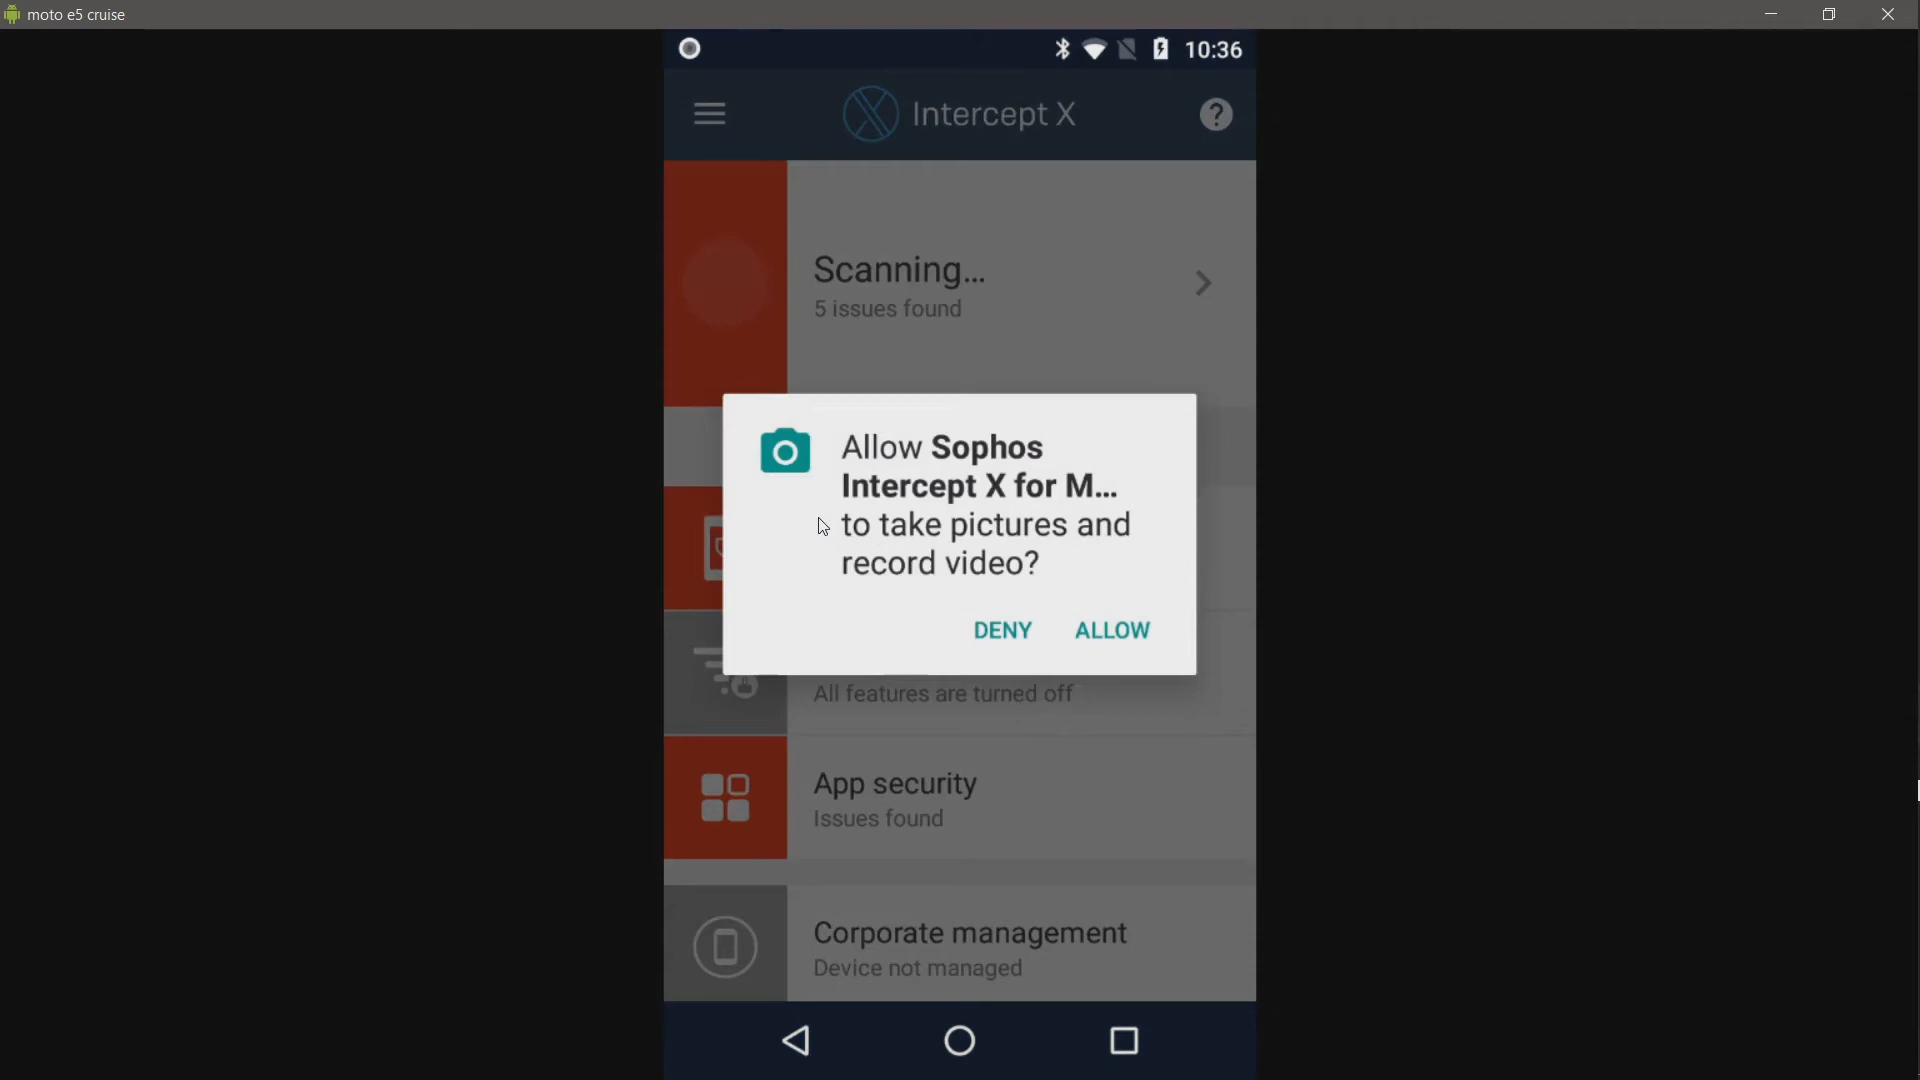 moto e5 cruise
10:36
Intercept X
Scanning...
5 issues found
Allow Sophos
Intercept X for M...
to take pictures and
record video?
DENY ALLOW
All features are turned off
App security
Issues found
Corporate management
Device not managed